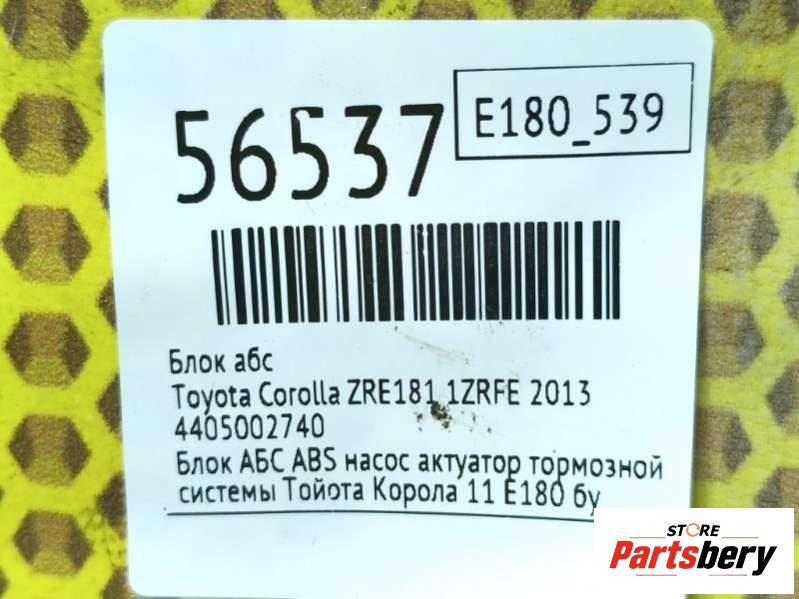 56537
E180_539
Блок абс
Toyota Corolla ZRE181 1ZRFE 2013
4405002740
Блок АБС ABS насос актуатор тормозной
системы Тойота Корола 11 E180 бу
STORE
Partsbery